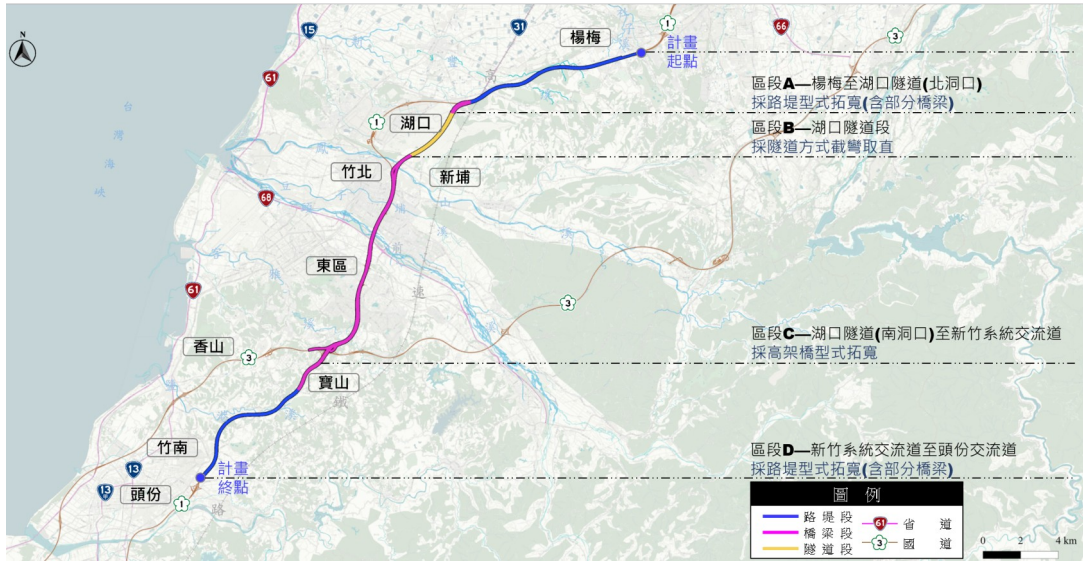 N
15
31
楊梅
1
計畫
起點
66
3
61
台
灣
海
峽
區段A—楊梅至湖口隧道(北洞口)
採路堤型式拓寬(含部分橋梁)
湖口
1
區段B—湖口隧道段
採隧道方式截彎取直
竹北
新埔
68
東區
高
速
鐵
路
61
3
香山
3
區段C—湖口隧道(南洞口)至新竹系統交流道
採高架橋型式拓寬
寶山
竹南
13
計畫
終點
13
頭份
1
區段D—新竹系統交流道至頭份交流道
採路堤型式拓寬(含部分橋梁)
圖 例
路堤段
61 省 道
橋梁段
3 國 道
隧道段
0 2 4 km